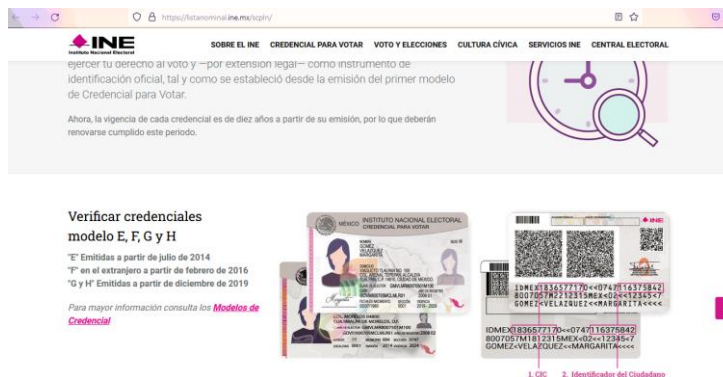 https://listanominal.ine.mx/scpln/
INE
Instituto Nacional Electoral
SOBRE EL INE CREDENCIAL PARA VOTAR VOTO Y ELECCIONES CULTURA CÍVICA SERVICIOS INE CENTRAL ELECTORAL
ejercer tu derecho al voto y —por extensión legal— como instrumento de
identificación oficial, tal y como se estableció desde la emisión del primer modelo
de Credencial para Votar.
Ahora, la vigencia de cada credencial es de diez años a partir de su emisión, por lo que deberán
renovarse cumplido este periodo.
Verificar credenciales
modelo E, F, G y H
"E" Emitidas a partir de julio de 2014
"F" en el extranjero a partir de febrero de 2016
"G y H" Emitidas a partir de diciembre de 2019
Para mayor información consulta los Modelos de
Credencial
MÉXICO INSTITUTO NACIONAL ELECTORAL
CREDENCIAL PARA VOTAR
NOMBRE
GOMEZ
VELAZQUEZ
MARGARITA
DOMICILIO
INE
IDMEX1836577170<<0747116375842
8007057M2212315MEX<02<<12345<7
GOMEZ<VELAZQUEZ<<MARGARITA<<<<
IDMEX1836577170<<0747116375842
8007057M1812315MEX<02<<12345<7
GOMEZ<VELAZQUEZ<<MARGARITA<<<<
1. CIC 2. Identificador del Ciudadano